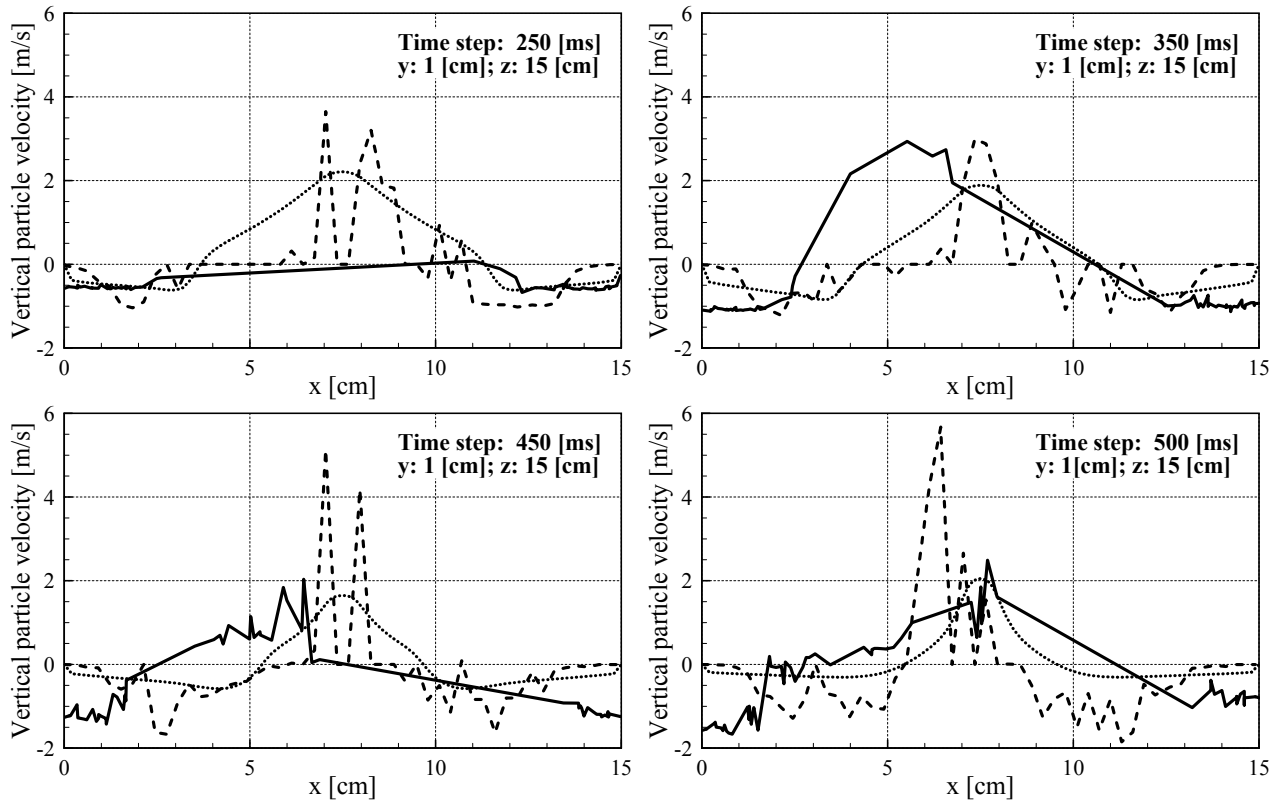 Vertical particle velocity [m/s]
6
4
2
0
-2
Time step: 250 [ms]
y: 1 [cm]; z: 15 [cm]
0 5 10 15
x [cm]
Vertical particle velocity [m/s]
6
4
2
0
-2
Time step: 350 [ms]
y: 1 [cm]; z: 15 [cm]
0 5 10 15
x [cm]
Vertical particle velocity [m/s]
6
4
2
0
-2
Time step: 450 [ms]
y: 1 [cm]; z: 15 [cm]
0 5 10 15
x [cm]
Vertical particle velocity [m/s]
6
4
2
0
-2
Time step: 500 [ms]
y: 1[cm]; z: 15 [cm]
0 5 10 15
x [cm]